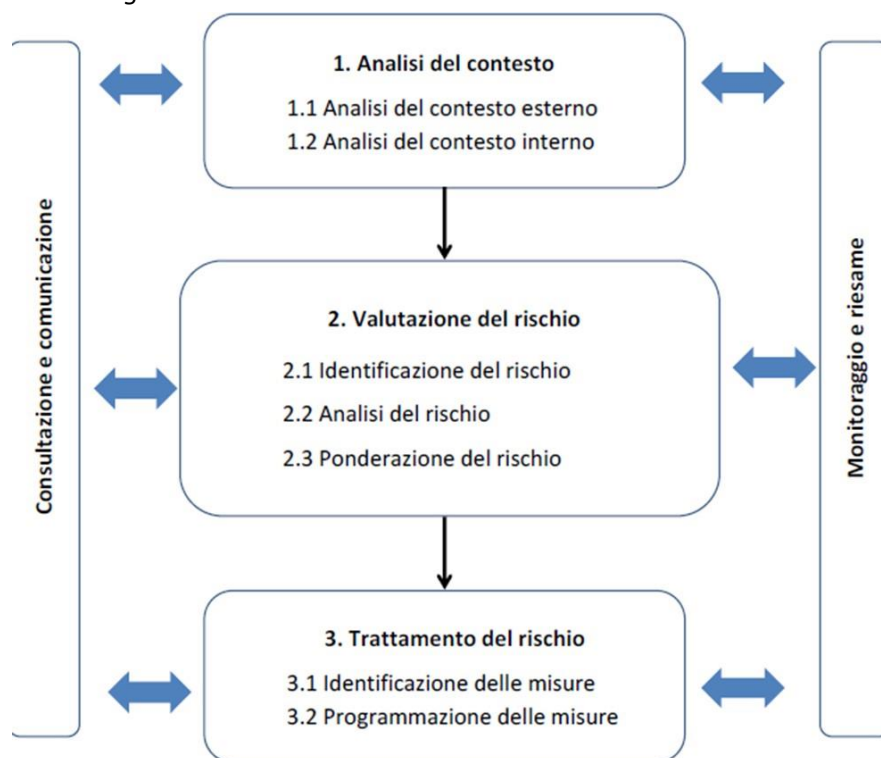 Consultazione e comunicazione
1. Analisi del contesto
1.1 Analisi del contesto esterno
1.2 Analisi del contesto interno
2. Valutazione del rischio
2.1 Identificazione del rischio
2.2 Analisi del rischio
2.3 Ponderazione del rischio
3. Trattamento del rischio
3.1 Identificazione delle misure
3.2 Programmazione delle misure
Monitoraggio e riesame